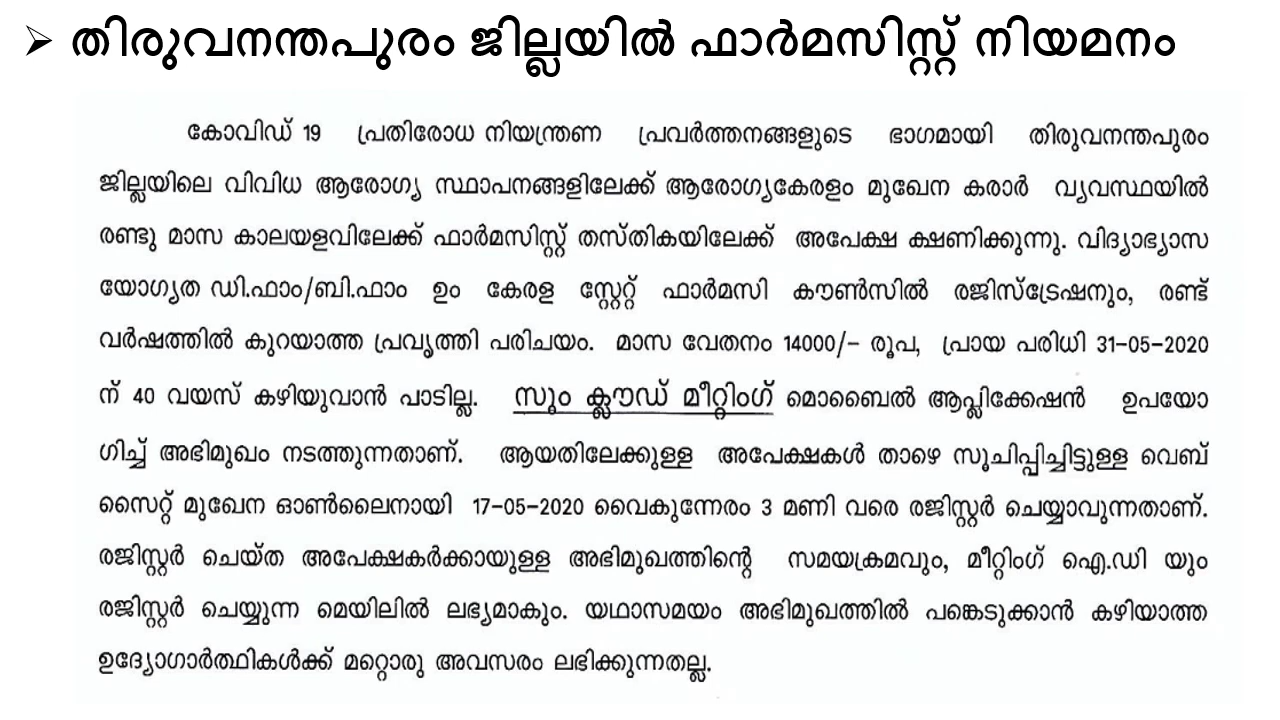 ➢ തിരുവനന്തപുരം ജില്ലയിൽ ഫാർമസിസ്റ്റ് നിയമനം
കോവിഡ് 19 പ്രതിരോധ നിയന്ത്രണ പ്രവർത്തനങ്ങളുടെ ഭാഗമായി തിരുവനന്തപുരം
ജില്ലയിലെ വിവിധ ആരോഗ്യ സ്ഥാപനങ്ങളിലേക്ക് ആരോഗ്യകേരളം മുഖേന കരാർ വ്യവസ്ഥയിൽ
രണ്ടു മാസ കാലയളവിലേക്ക് ഫാർമസിസ്റ്റ് തസ്തികയിലേക്ക് അപേക്ഷ ക്ഷണിക്കുന്നു. വിദ്യാഭ്യാസ
യോഗ്യത ഡി.ഫാം/ബി.ഫാം ഉം കേരള സ്റ്റേറ്റ് ഫാർമസി കൗൺസിൽ രജിസ്ട്രേഷനും, രണ്ട്
വർഷത്തിൽ കുറയാത്ത പ്രവൃത്തി പരിചയം. മാസ വേതനം 14000/- രൂപ, പ്രായ പരിധി 31-05-2020
ന് 40 വയസ് കഴിയുവാൻ പാടില്ല. സൂം ക്ലൗഡ് മീറ്റിംഗ് മൊബൈൽ ആപ്ലിക്കേഷൻ ഉപയോ
ഗിച്ച് അഭിമുഖം നടത്തുന്നതാണ്. ആയതിലേക്കുള്ള അപേക്ഷകൾ താഴെ സൂചിപ്പിച്ചിട്ടുള്ള വെബ്
സൈറ്റ് മുഖേന ഓൺലൈനായി 17-05-2020 വൈകുന്നേരം 3 മണി വരെ രജിസ്റ്റർ ചെയ്യാവുന്നതാണ്.
രജിസ്റ്റർ ചെയ്ത അപേക്ഷകർക്കായുള്ള അഭിമുഖത്തിന്റെ സമയക്രമവും, മീറ്റിംഗ് ഐ.ഡി യും
രജിസ്റ്റർ ചെയ്യുന്ന മെയിലിൽ ലഭ്യമാകും. യഥാസമയം അഭിമുഖത്തിൽ പങ്കെടുക്കാൻ കഴിയാത്ത
ഉദ്യോഗാർത്ഥികൾക്ക് മറ്റൊരു അവസരം ലഭിക്കുന്നതല്ല.